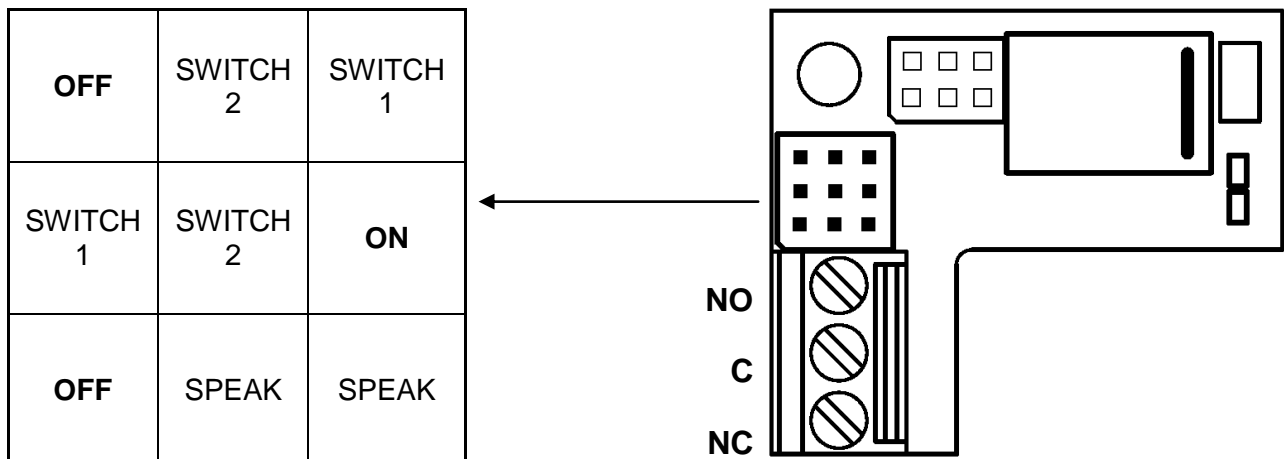 OFF
SWITCH
2
SWITCH
1
SWITCH
1
SWITCH
2
ON
OFF
SPEAK
SPEAK
NO
C
NC